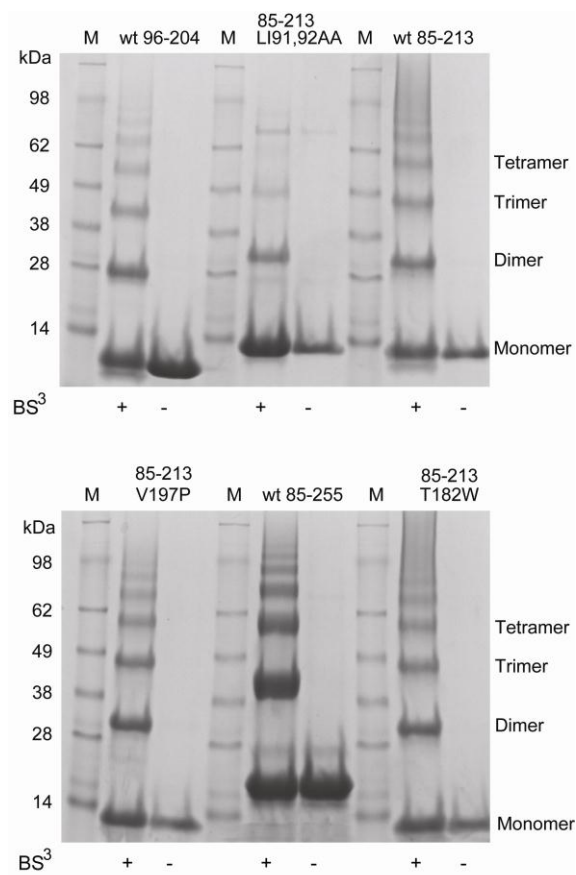 85-213
M wt 96-204 M LI91,92AA M wt 85-213
kDa
98
62
49
38
28
14
Tetramer
Trimer
Dimer
Monomer
BS3 + - + - + -
85-213 85-213
M V197P M wt 85-255 M T182W
kDa
98
62
49
38
28
14
Tetramer
Trimer
Dimer
Monomer
BS3 + - + - + -